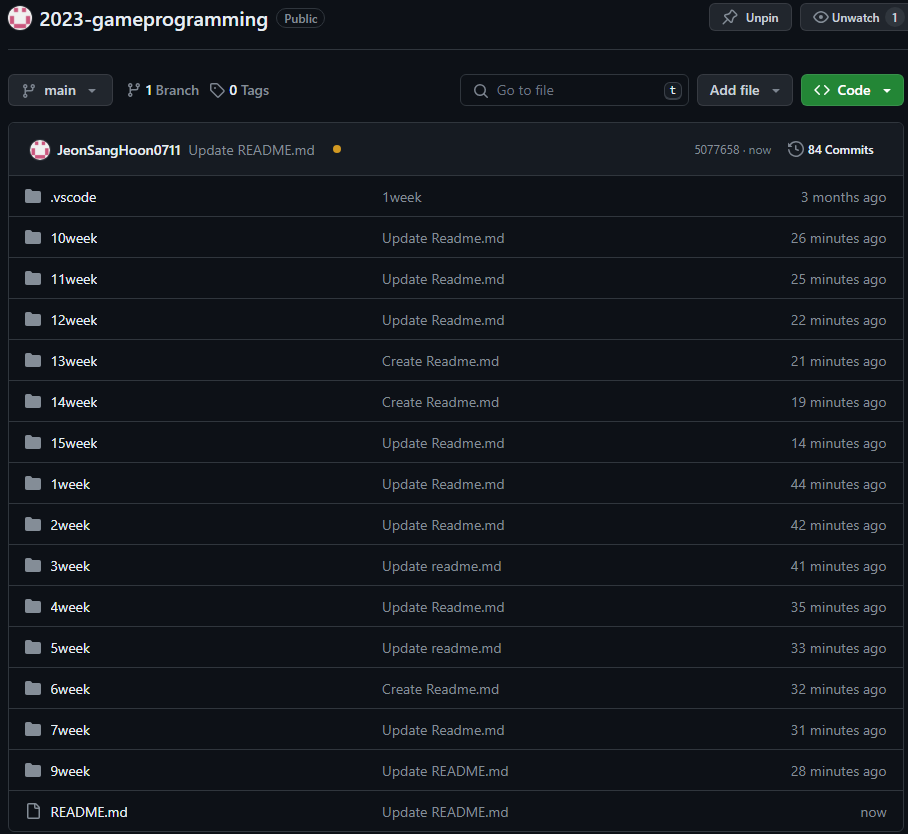 2023-gameprogramming Public Unpin Unwatch 1
main 1 Branch 0 Tags Go to file t Add file <> Code
JeonSangHoon0711 Update README.md 5077658 · now 84 Commits
.vscode 1week 3 months ago
10week Update Readme.md 26 minutes ago
11week Update Readme.md 25 minutes ago
12week Update Readme.md 22 minutes ago
13week Create Readme.md 21 minutes ago
14week Create Readme.md 19 minutes ago
15week Update Readme.md 14 minutes ago
1week Update Readme.md 44 minutes ago
2week Update Readme.md 42 minutes ago
3week Update readme.md 41 minutes ago
4week Update Readme.md 35 minutes ago
5week Update readme.md 33 minutes ago
6week Create Readme.md 32 minutes ago
7week Update Readme.md 31 minutes ago
9week Update README.md 28 minutes ago
README.md Update README.md now